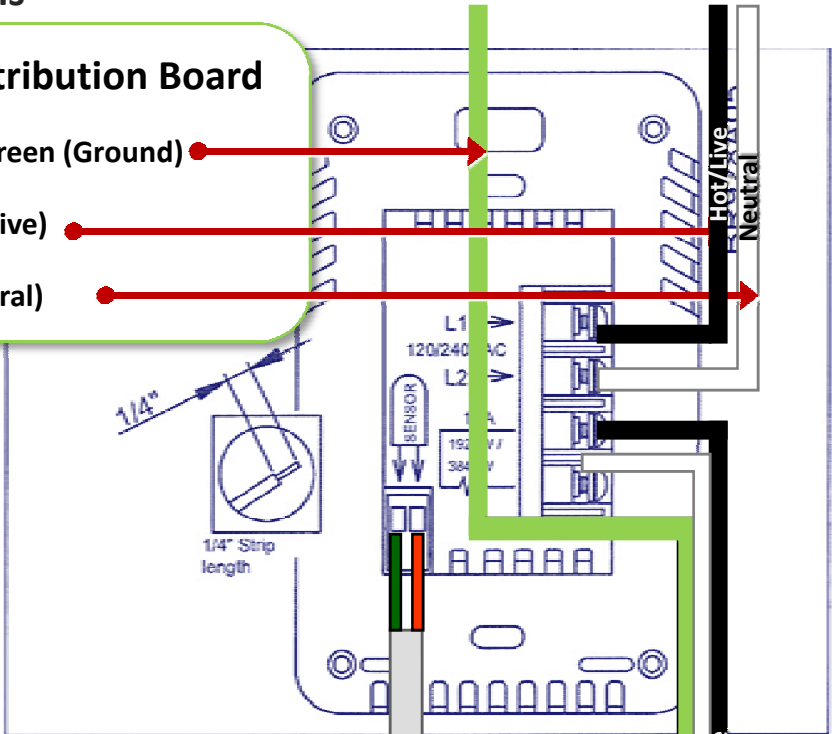 tribution Board
reen (Ground)
ive)
ral)
Hot/Live
Neutral
L1
120/240 AC
L2
SENSOR
1/4"
1/4" Strip
length